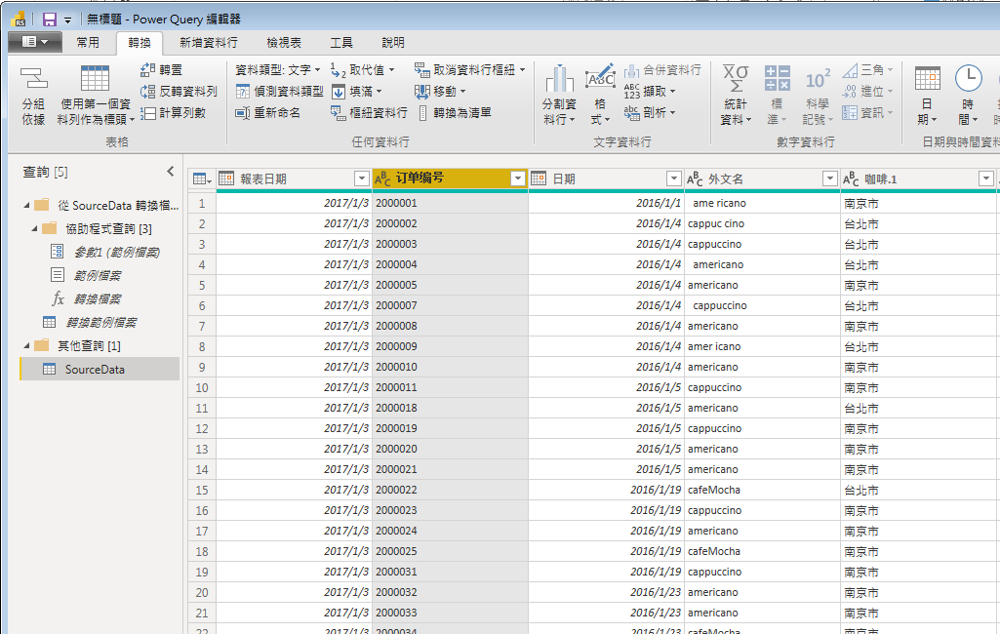 無標題 - Power Query 編輯器
常用 轉換 新增資料行 檢視表 工具 說明
分組依據
使用第一個資料列作為標頭
轉置
反轉資料列
計算列數
表格
資料類型: 文字
偵測資料類型
重新命名
取代值
填滿
樞紐資料行
取消資料行樞紐
移動
轉換為清單
任何資料行
分割資料行
格式
合併資料行
擷取
剖析
文字資料行
統計資料
標準
科學記號
三角
進位
資訊
數字資料行
日期
時間
日期與時間資料
查詢 [5]
從 SourceData 轉換檔...
協助程式查詢 [3]
參數1 (範例檔案)
範例檔案
轉換檔案
轉換範例檔案
其他查詢 [1]
SourceData
報表日期 订单编号 日期 外文名 咖啡.1
1 2017/1/3 2000001 2016/1/1 ame ricano 南京市
2 2017/1/3 2000002 2016/1/4 cappuc cino 台北市
3 2017/1/3 2000003 2016/1/4 cappuccino 台北市
4 2017/1/3 2000004 2016/1/4 americano 台北市
5 2017/1/3 2000005 2016/1/4 americano 南京市
6 2017/1/3 2000007 2016/1/4 cappuccino 台北市
7 2017/1/3 2000008 2016/1/4 americano 南京市
8 2017/1/3 2000009 2016/1/4 amer icano 台北市
9 2017/1/3 2000010 2016/1/4 americano 南京市
10 2017/1/3 2000011 2016/1/5 cappuccino 南京市
11 2017/1/3 2000018 2016/1/5 americano 台北市
12 2017/1/3 2000019 2016/1/5 cappuccino 南京市
13 2017/1/3 2000020 2016/1/5 americano 南京市
14 2017/1/3 2000021 2016/1/5 americano 南京市
15 2017/1/3 2000022 2016/1/19 cafeMocha 台北市
16 2017/1/3 2000023 2016/1/19 cappuccino 南京市
17 2017/1/3 2000024 2016/1/19 americano 南京市
18 2017/1/3 2000025 2016/1/19 cafeMocha 南京市
19 2017/1/3 2000031 2016/1/19 cappuccino 南京市
20 2017/1/3 2000032 2016/1/23 americano 南京市
21 2017/1/3 2000033 2016/1/23 americano 南京市
22 2017/1/3 2000034 2016/1/23 cafeMocha 南京市